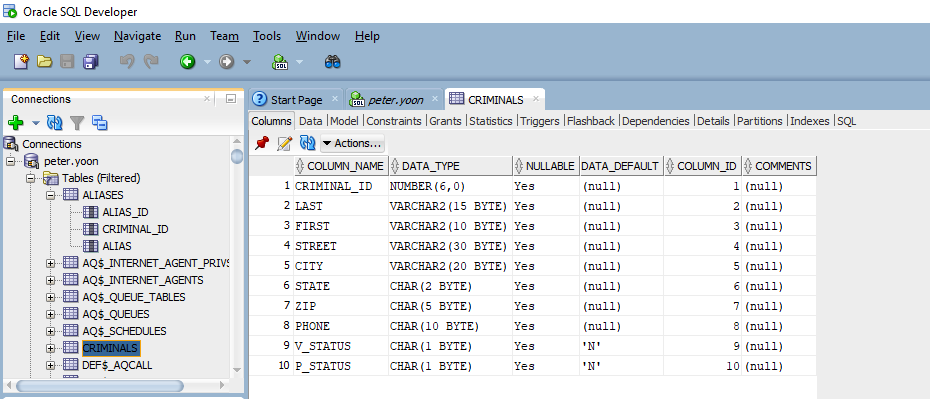 Oracle SQL Developer
File Edit View Navigate Run Team Tools Window Help
SQL
Connections
Connections
peter.yoon
Tables (Filtered)
ALIASES
ALIAS_ID
CRIMINAL_ID
ALIAS
AQ$_INTERNET_AGENT_PRIVS
AQ$_INTERNET_AGENTS
AQ$_QUEUE_TABLES
AQ$_QUEUES
AQ$_SCHEDULES
CRIMINALS
DEF$_AQCALL
Start Page peter.yoon CRIMINALS
Columns Data Model Constraints Grants Statistics Triggers Flashback Dependencies Details Partitions Indexes SQL
Actions...
COLUMN_NAME DATA_TYPE NULLABLE DATA_DEFAULT COLUMN_ID COMMENTS
1 CRIMINAL_ID NUMBER(6,0) Yes (null) 1 (null)
2 LAST VARCHAR2(15 BYTE) Yes (null) 2 (null)
3 FIRST VARCHAR2(10 BYTE) Yes (null) 3 (null)
4 STREET VARCHAR2(30 BYTE) Yes (null) 4 (null)
5 CITY VARCHAR2(20 BYTE) Yes (null) 5 (null)
6 STATE CHAR(2 BYTE) Yes (null) 6 (null)
7 ZIP CHAR(5 BYTE) Yes (null) 7 (null)
8 PHONE CHAR(10 BYTE) Yes (null) 8 (null)
9 V_STATUS CHAR(1 BYTE) Yes 'N' 9 (null)
10 P_STATUS CHAR(1 BYTE) Yes 'N' 10 (null)